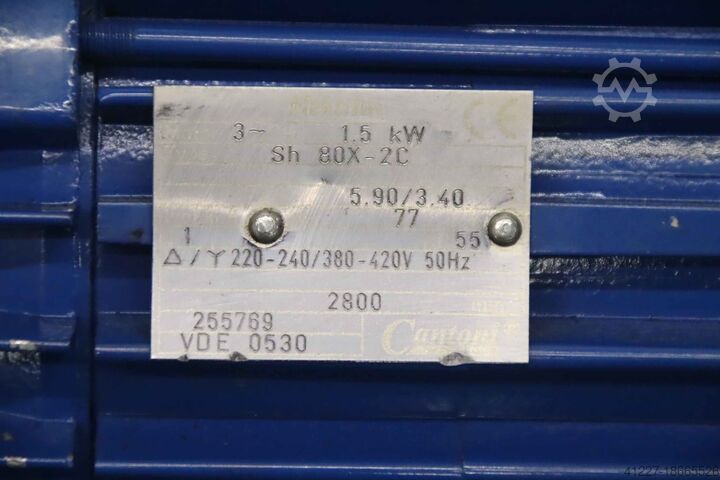 3~ 1.5 kW
Sh 80X-2C
5.90/3.40
77
1 55
Δ/Y 220-240/380-420V 50Hz
2800
255769
Cantoni
VDE 0530